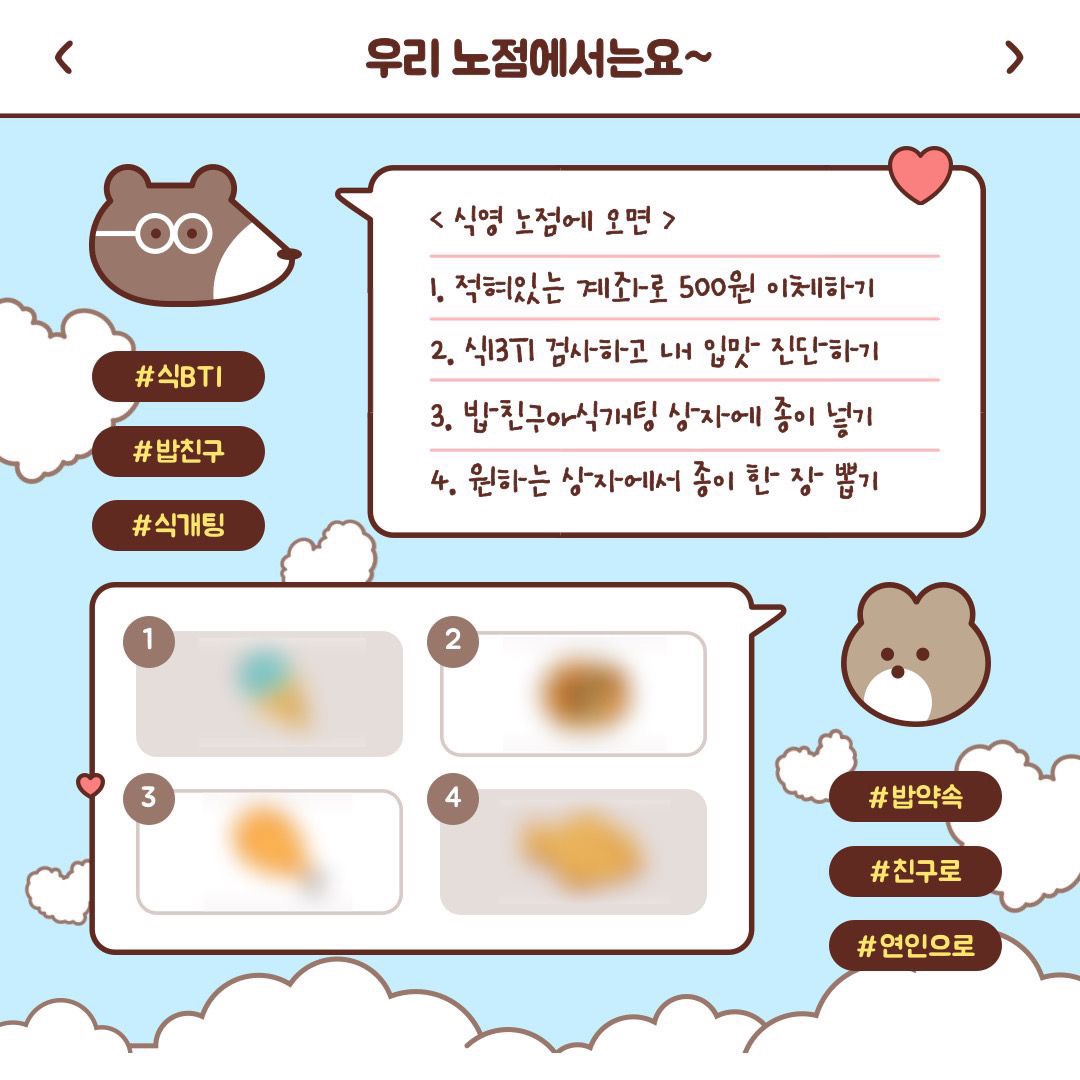 우리 노점에서는요~
< 식영 노점에 오면 >
1. 적혀있는 계좌로 500원 이체하기
2. 식BTI 검사하고 내 입맛 진단하기
3. 밥친구or식개팅 상자에 종이 넣기
4. 원하는 상자에서 종이 한 장 뽑기
#식BTI
#밥친구
#식개팅
1
2
3
4
#밥약속
#친구로
#연인으로